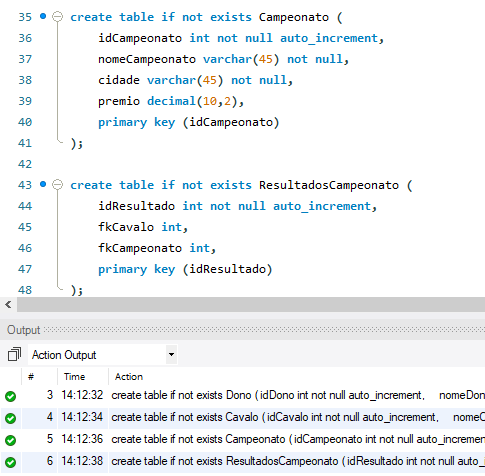 35 create table if not exists Campeonato (
36 idCampeonato int not null auto_increment,
37 nomeCampeonato varchar(45) not null,
38 cidade varchar(45) not null,
39 premio decimal(10,2),
40 primary key (idCampeonato)
41 );
42
43 create table if not exists ResultadosCampeonato (
44 idResultado int not null auto_increment,
45 fkCavalo int,
46 fkCampeonato int,
47 primary key (idResultado)
48 );
Output
Action Output
# Time Action
3 14:12:32 create table if not exists Dono ( idDono int not null auto_increment, nomeDon
4 14:12:34 create table if not exists Cavalo ( idCavalo int not null auto_increment, nomeC
5 14:12:36 create table if not exists Campeonato ( idCampeonato int not null auto_incremen
6 14:12:38 create table if not exists ResultadosCampeonato ( idResultado int not null auto_